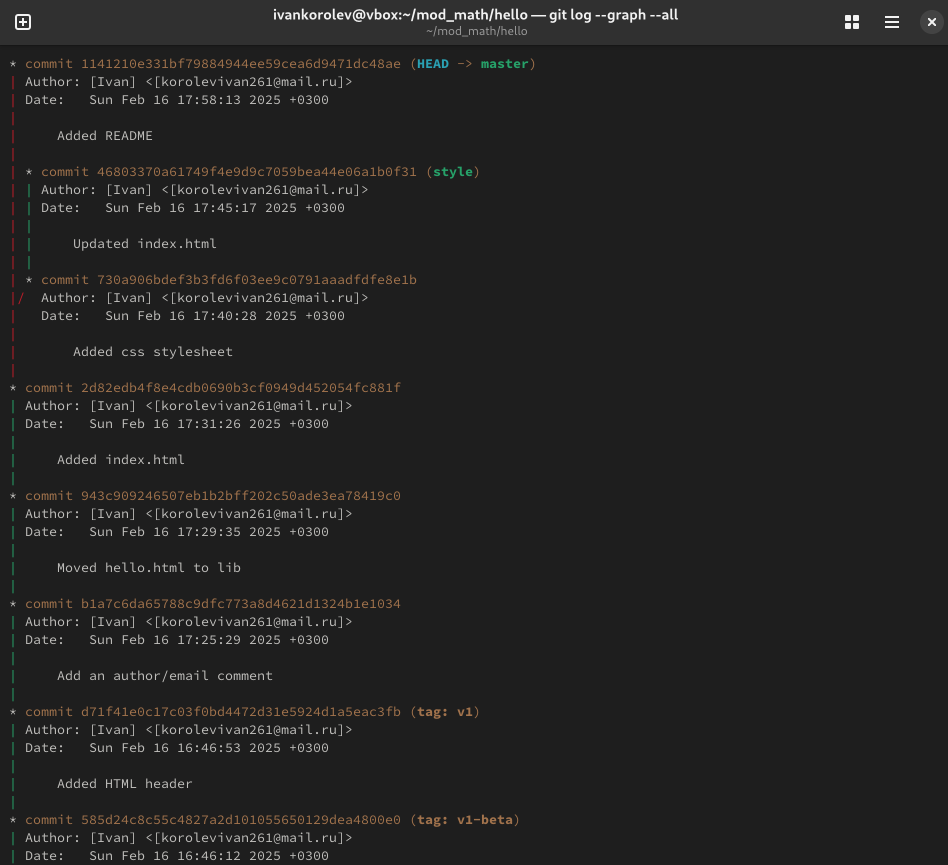 ivankorolev@vbox:~/mod_math/hello — git log --graph --all
~/mod_math/hello
* commit 1141210e331bf79884944ee59cea6d9471dc48ae (HEAD -> master)
| Author: [Ivan] <[korolevivan261@mail.ru]>
| Date:   Sun Feb 16 17:58:13 2025 +0300
|
|     Added README
|
| * commit 46803370a61749f4e9d9c7059bea44e06a1b0f31 (style)
| | Author: [Ivan] <[korolevivan261@mail.ru]>
| | Date:   Sun Feb 16 17:45:17 2025 +0300
| |
| |     Updated index.html
| |
| * commit 730a906bdef3b3fd6f03ee9c0791aaadfdfe8e1b
|/  Author: [Ivan] <[korolevivan261@mail.ru]>
|   Date:   Sun Feb 16 17:40:28 2025 +0300
|
|       Added css stylesheet
|
* commit 2d82edb4f8e4cdb0690b3cf0949d452054fc881f
| Author: [Ivan] <[korolevivan261@mail.ru]>
| Date:   Sun Feb 16 17:31:26 2025 +0300
|
|     Added index.html
|
* commit 943c909246507eb1b2bff202c50ade3ea78419c0
| Author: [Ivan] <[korolevivan261@mail.ru]>
| Date:   Sun Feb 16 17:29:35 2025 +0300
|
|     Moved hello.html to lib
|
* commit b1a7c6da65788c9dfc773a8d4621d1324b1e1034
| Author: [Ivan] <[korolevivan261@mail.ru]>
| Date:   Sun Feb 16 17:25:29 2025 +0300
|
|     Add an author/email comment
|
* commit d71f41e0c17c03f0bd4472d31e5924d1a5eac3fb (tag: v1)
| Author: [Ivan] <[korolevivan261@mail.ru]>
| Date:   Sun Feb 16 16:46:53 2025 +0300
|
|     Added HTML header
|
* commit 585d24c8c55c4827a2d101055650129dea4800e0 (tag: v1-beta)
| Author: [Ivan] <[korolevivan261@mail.ru]>
| Date:   Sun Feb 16 16:46:12 2025 +0300